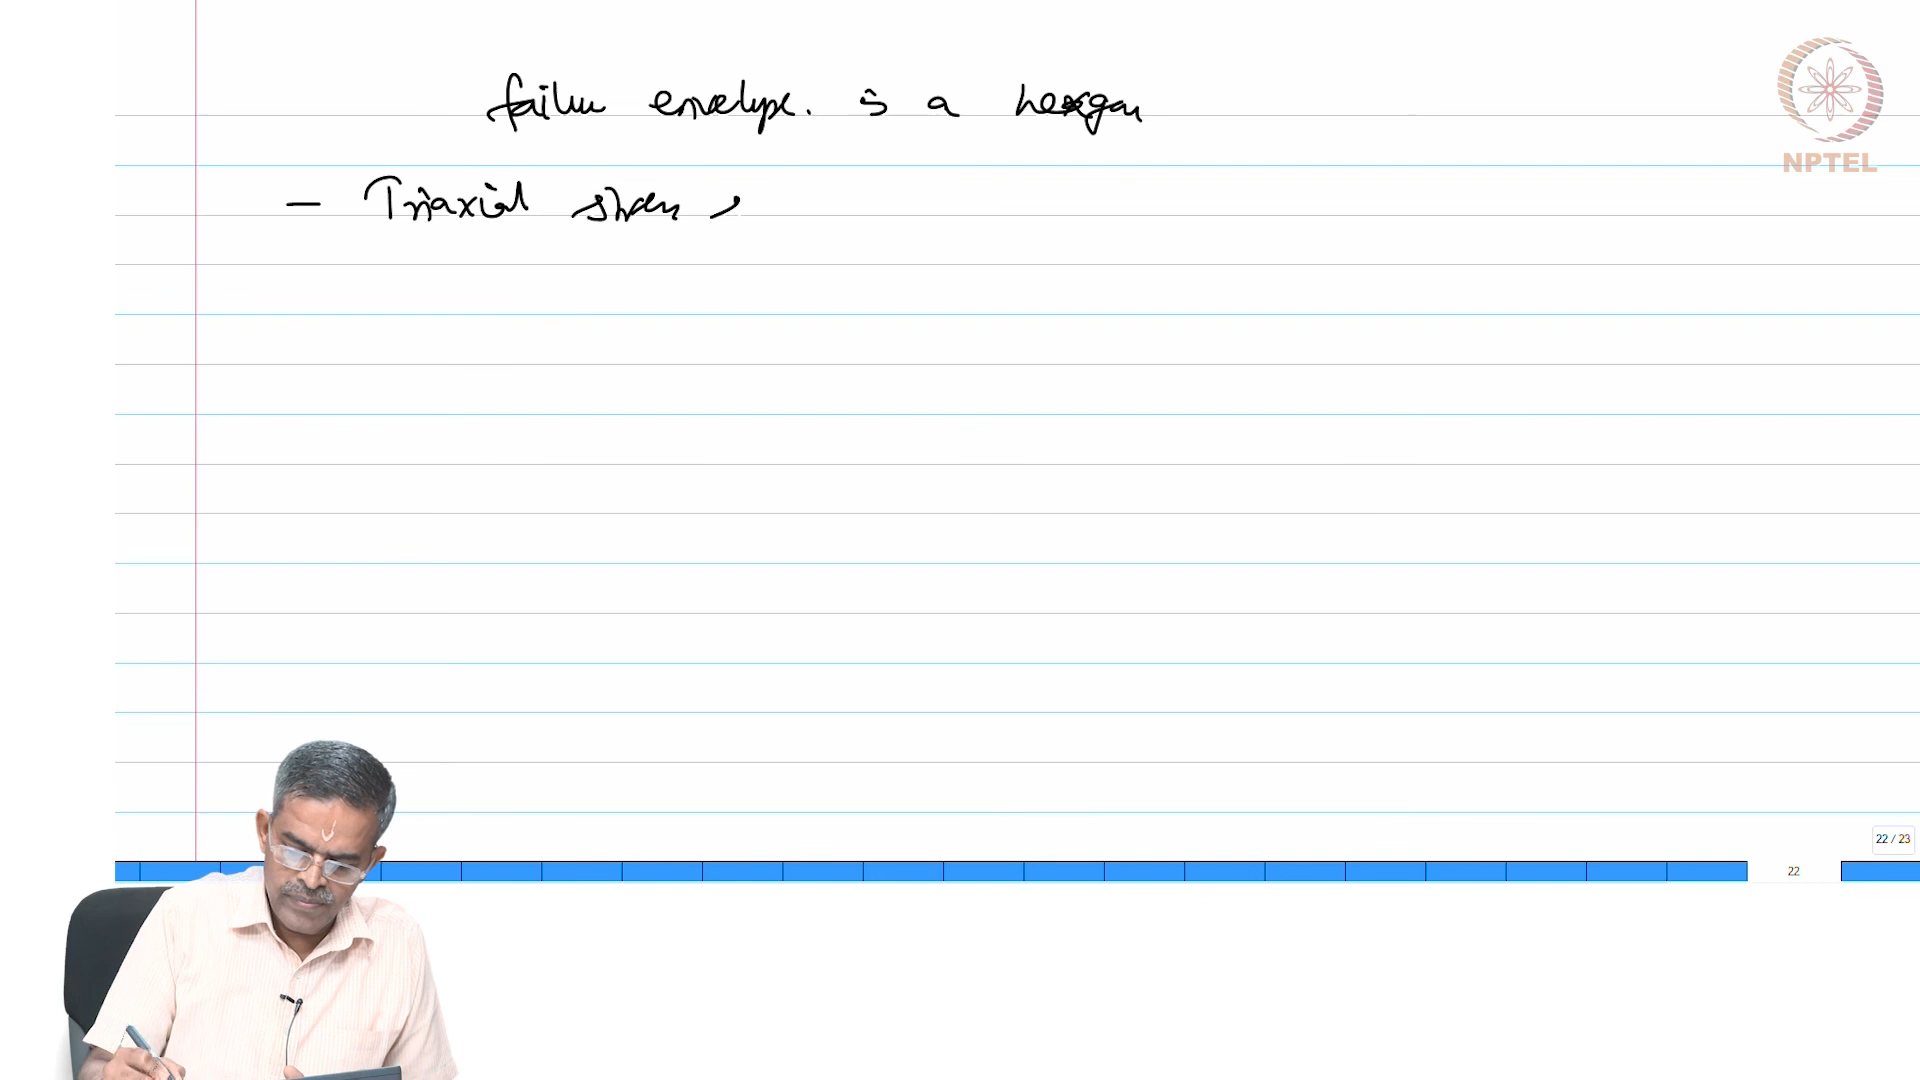 failure envelope. is a hexagon
NPTEL
- Triaxial stress
22 / 23
22